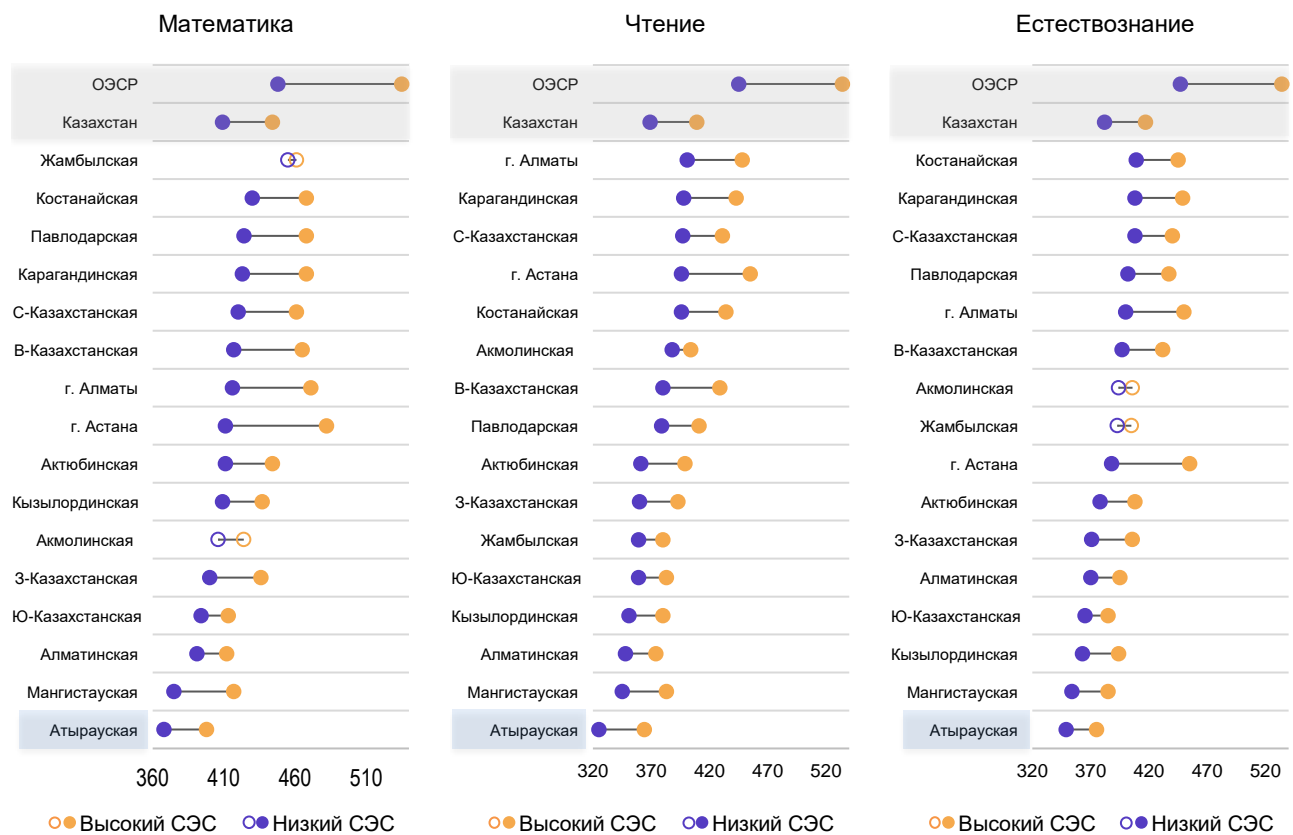 Математика
ОЭСР
Казахстан
Жамбылская
Костанайская
Павлодарская
Карагандинская
С-Казахстанская
В-Казахстанская
г. Алматы
г. Астана
Актюбинская
Кызылординская
Акмолинская
З-Казахстанская
Ю-Казахстанская
Алматинская
Мангистауская
Атырауская
360 410 460 510
Высокий СЭС Низкий СЭС
Чтение
ОЭСР
Казахстан
г. Алматы
Карагандинская
С-Казахстанская
г. Астана
Костанайская
Акмолинская
В-Казахстанская
Павлодарская
Актюбинская
З-Казахстанская
Жамбылская
Ю-Казахстанская
Кызылординская
Алматинская
Мангистауская
Атырауская
320 370 420 470 520
Высокий СЭС Низкий СЭС
Естествознание
ОЭСР
Казахстан
Костанайская
Карагандинская
С-Казахстанская
Павлодарская
г. Алматы
В-Казахстанская
Акмолинская
Жамбылская
г. Астана
Актюбинская
З-Казахстанская
Алматинская
Ю-Казахстанская
Кызылординская
Мангистауская
Атырауская
320 370 420 470 520
Высокий СЭС Низкий СЭС